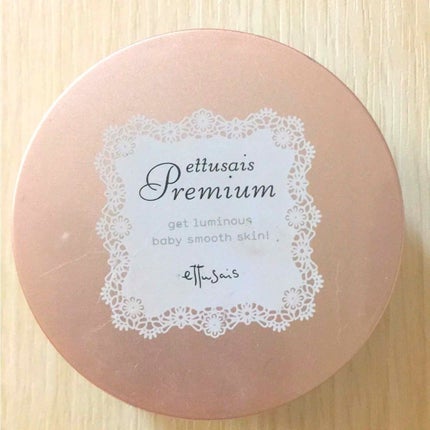 ettusais
Premium
get luminous
baby smooth skin!
ettusais